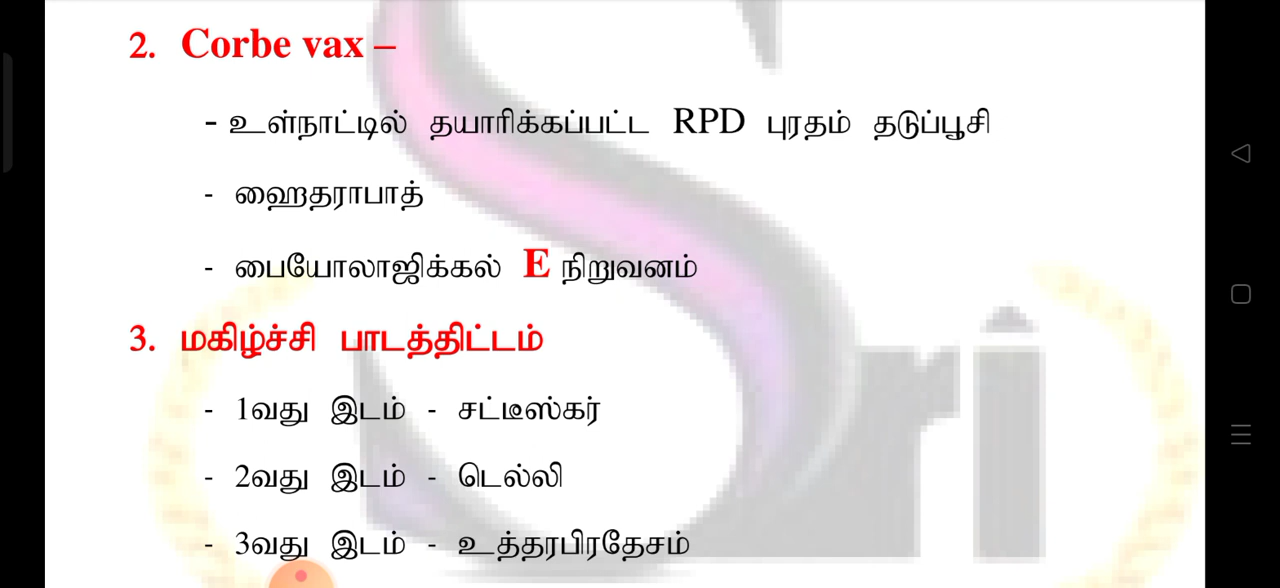 2. Corbe vax –
- உள்நாட்டில் தயாரிக்கப்பட்ட RPD புரதம் தடுப்பூசி
- ஹைதராபாத்
- பையோலாஜிக்கல் E நிறுவனம்
3. மகிழ்ச்சி பாடத்திட்டம்
- 1வது இடம் - சட்டீஸ்கர்
- 2வது இடம் - டெல்லி
- 3வது இடம் - உத்தரபிரதேசம்
Sri